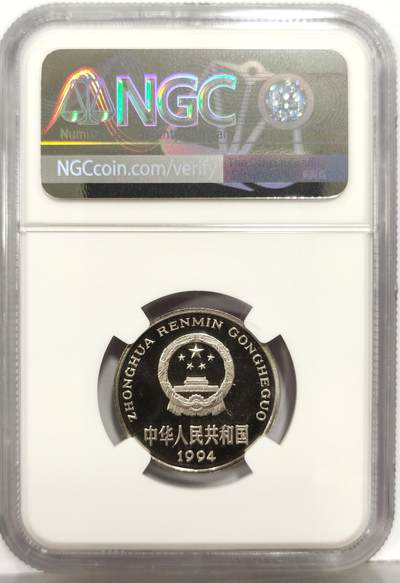 NGC
NGCcoin.com/verify
ZHONGHUA RENMIN GONGHEGUO
中华人民共和国
1994